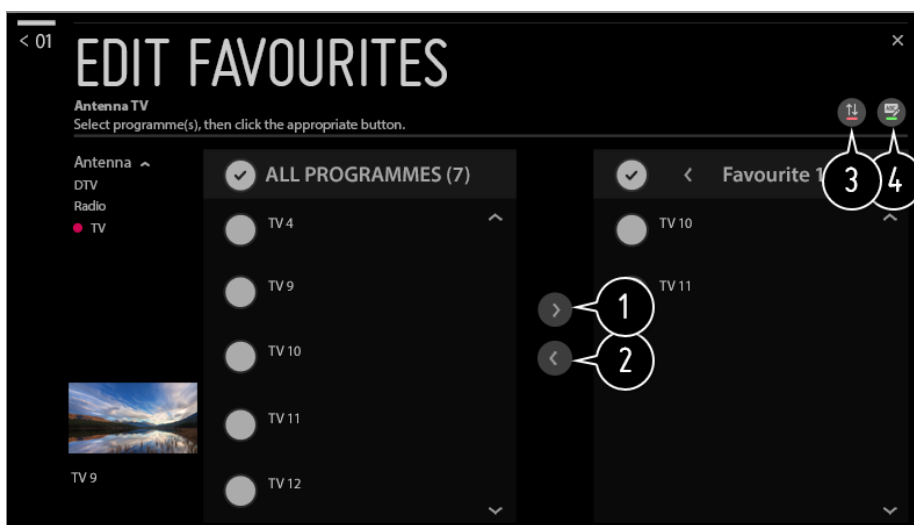 < 01
EDIT FAVOURITES
Antenna TV
Select programme(s), then click the appropriate button.
Antenna
DTV
Radio
TV
TV 9
ALL PROGRAMMES (7)
TV 4
TV 9
TV 10
TV 11
TV 12
Favourite 1
TV 10
TV 11
1
2
3
4